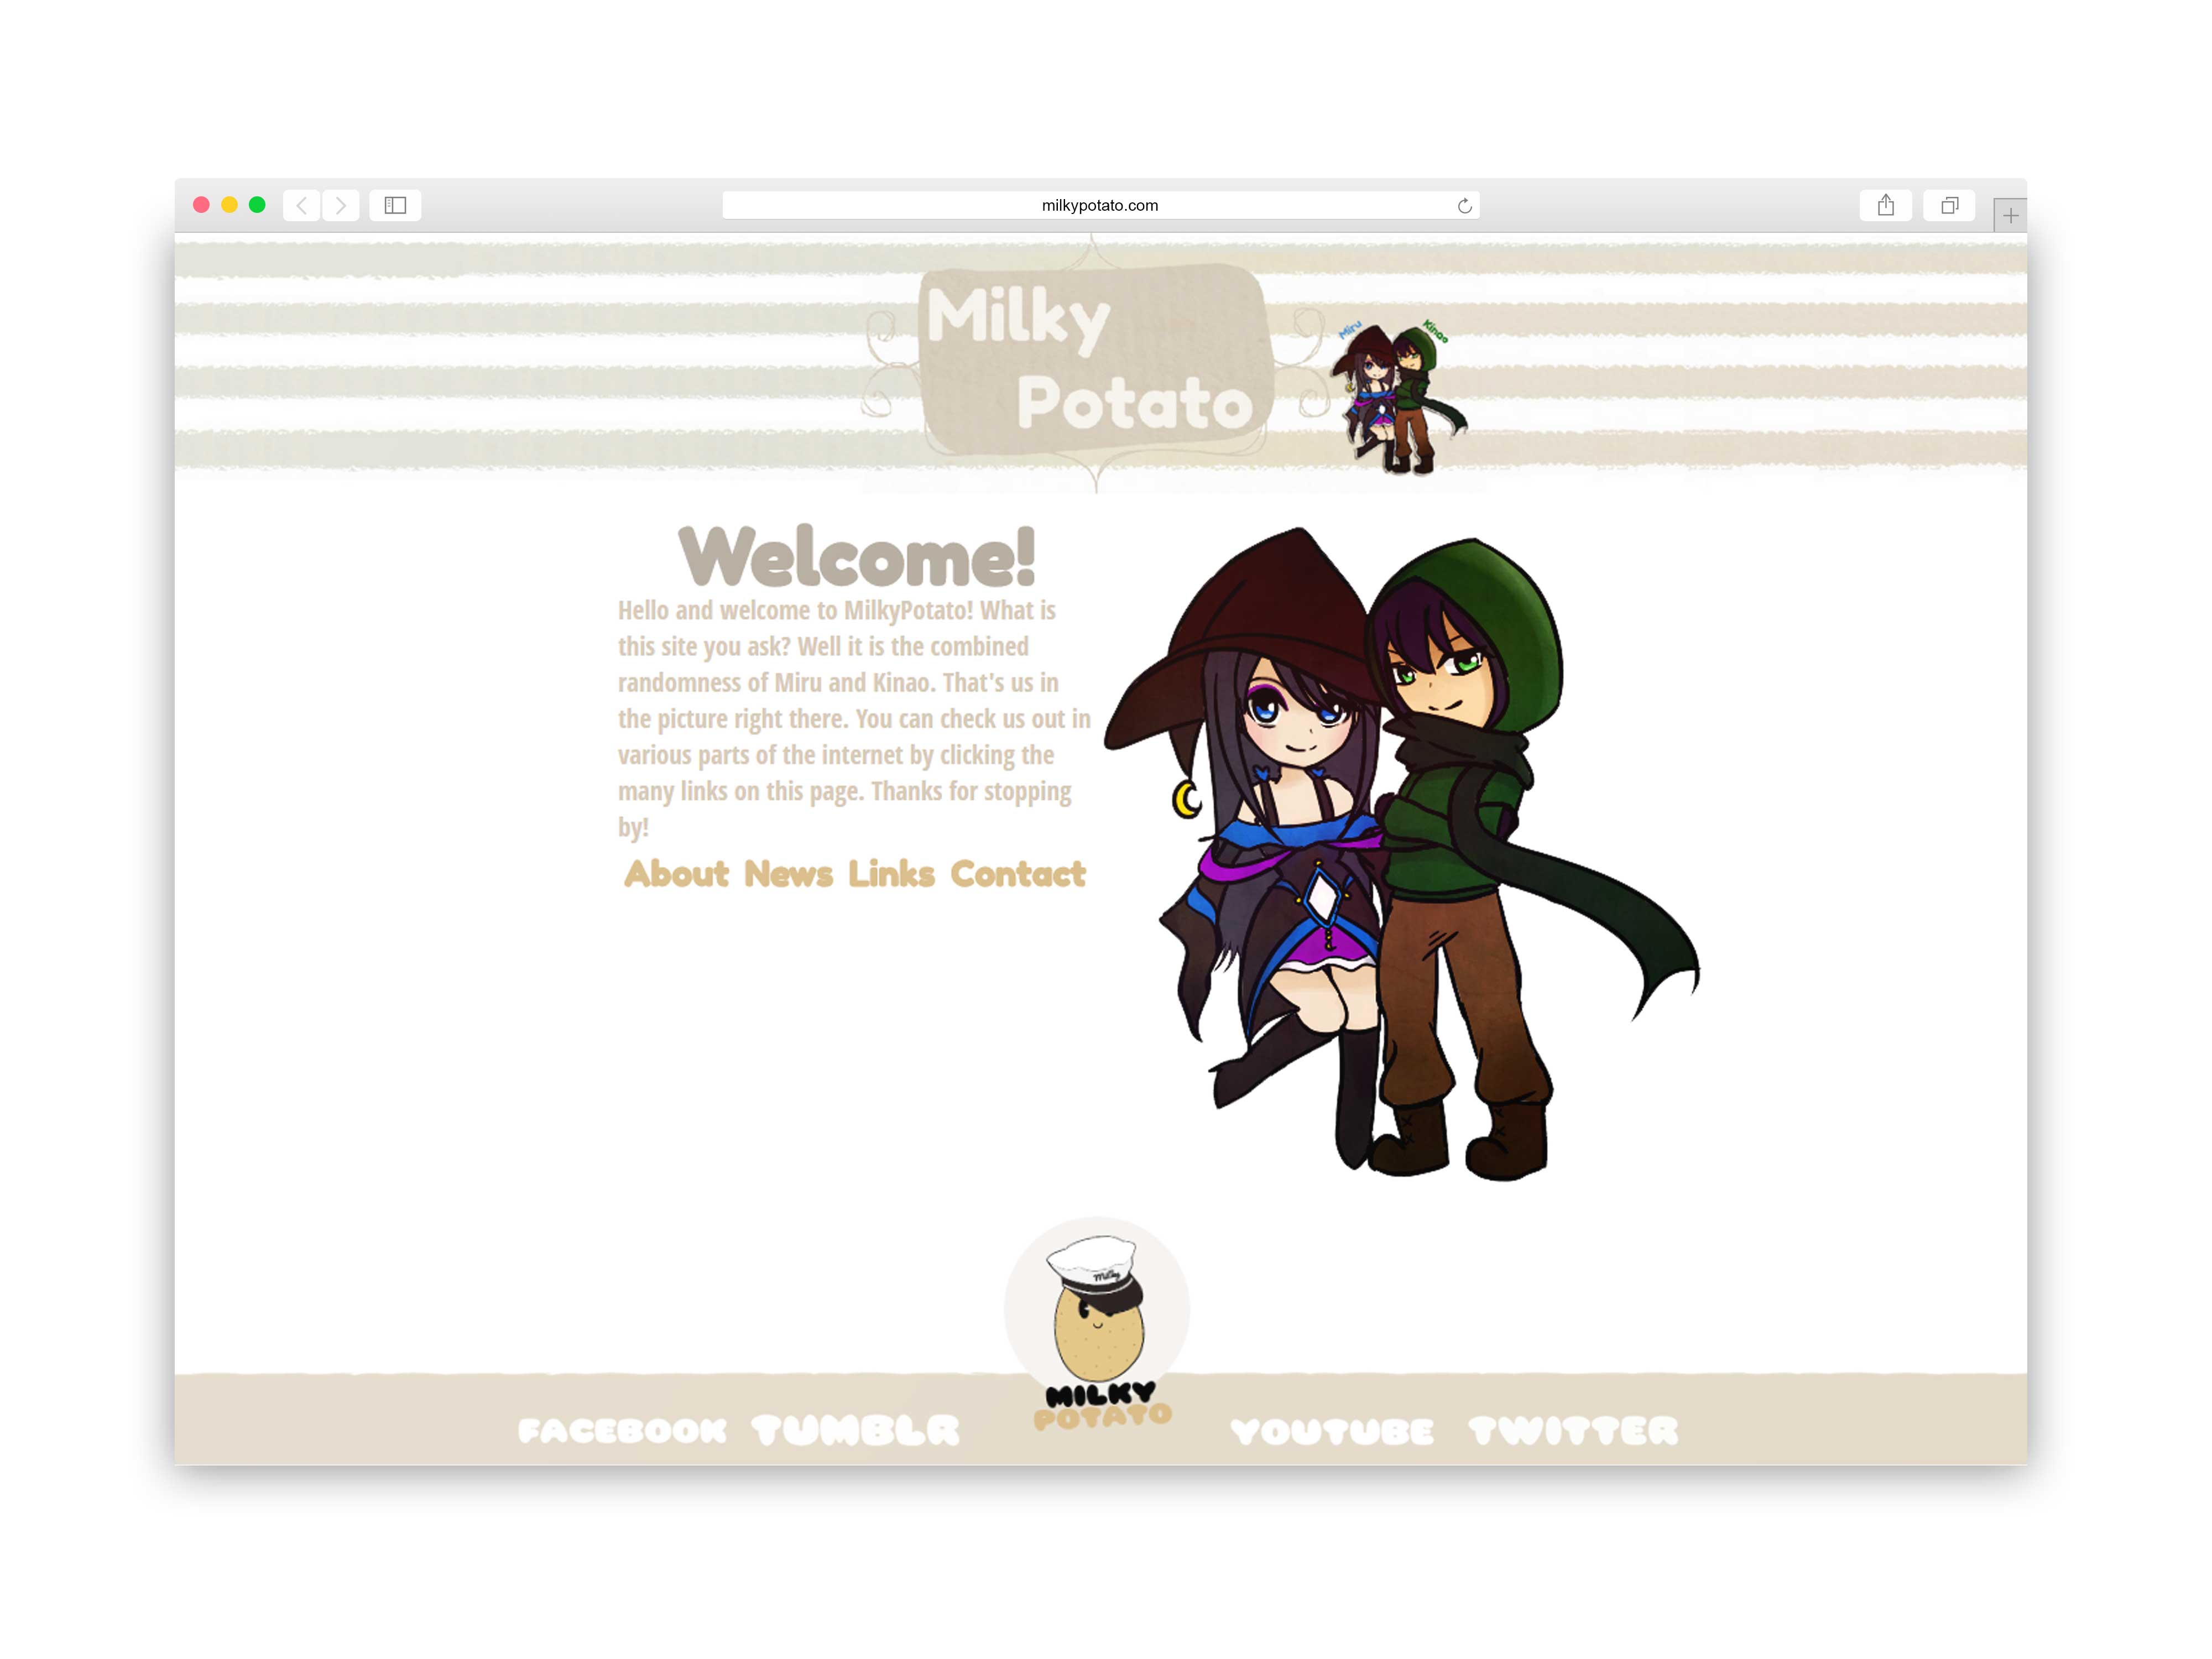 milkypotato.com
Milky
Potato
Miru
Kinao
Welcome!
Hello and welcome to MilkyPotato! What is
this site you ask? Well it is the combined
randomness of Miru and Kinao. That's us in
the picture right there. You can check us out in
various parts of the internet by clicking the
many links on this page. Thanks for stopping
by!
About News Links Contact
Milky
MILKY
POTATO
FACEBOOK TUMBLR YOUTUBE TWITTER